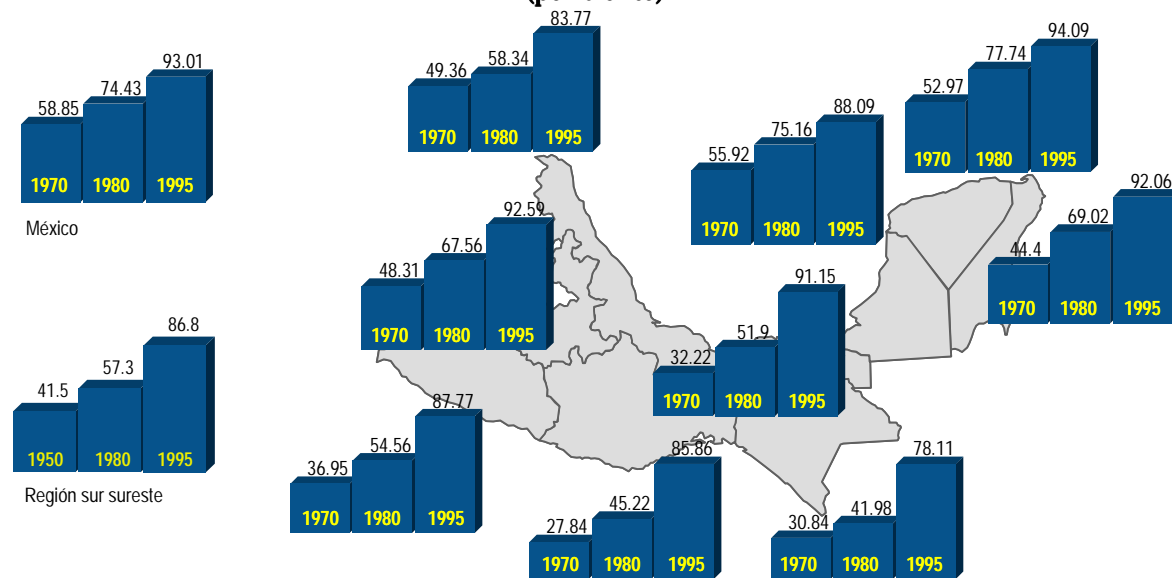 (por ciento)
58.85 74.43 93.01
1970 1980 1995
México
41.5 57.3 86.8
1950 1980 1995
Región sur sureste
49.36 58.34 83.77
1970 1980 1995
55.92 75.16 88.09
1970 1980 1995
52.97 77.74 94.09
1970 1980 1995
44.4 69.02 92.06
1970 1980 1995
48.31 67.56 92.59
1970 1980 1995
32.22 51.9 91.15
1970 1980 1995
36.95 54.56 87.77
1970 1980 1995
27.84 45.22 85.86
1970 1980 1995
30.84 41.98 78.11
1970 1980 1995